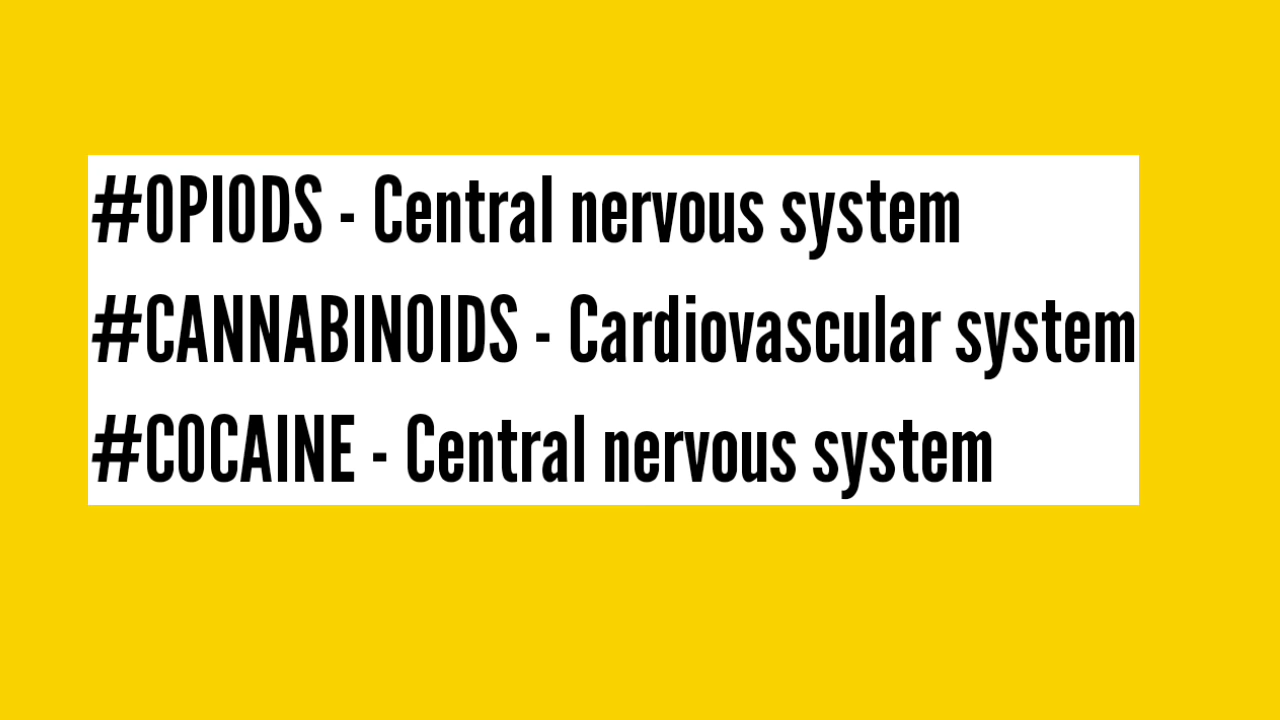 #OPIODS - Central nervous system
#CANNABINOIDS - Cardiovascular system
#COCAINE - Central nervous system